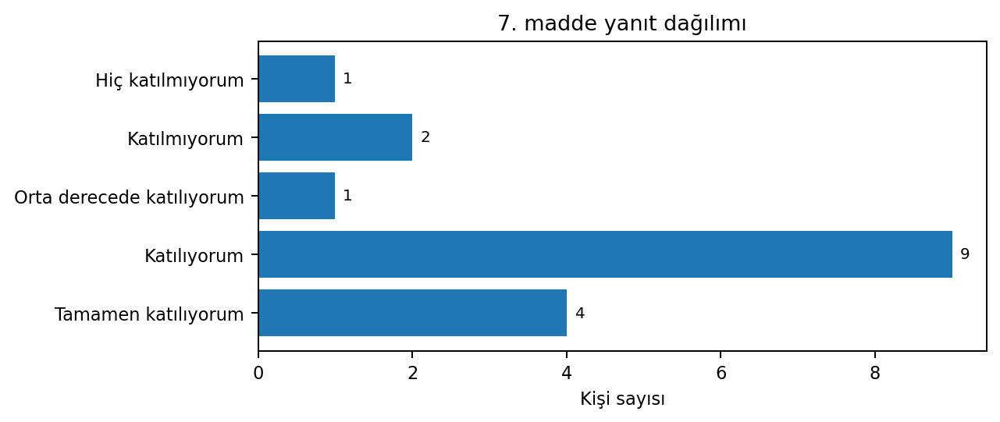 7. madde yanıt dağılımı
Hiç katılmıyorum 1
Katılmıyorum 2
Orta derecede katılıyorum 1
Katılıyorum 9
Tamamen katılıyorum 4
0 2 4 6 8
Kişi sayısı